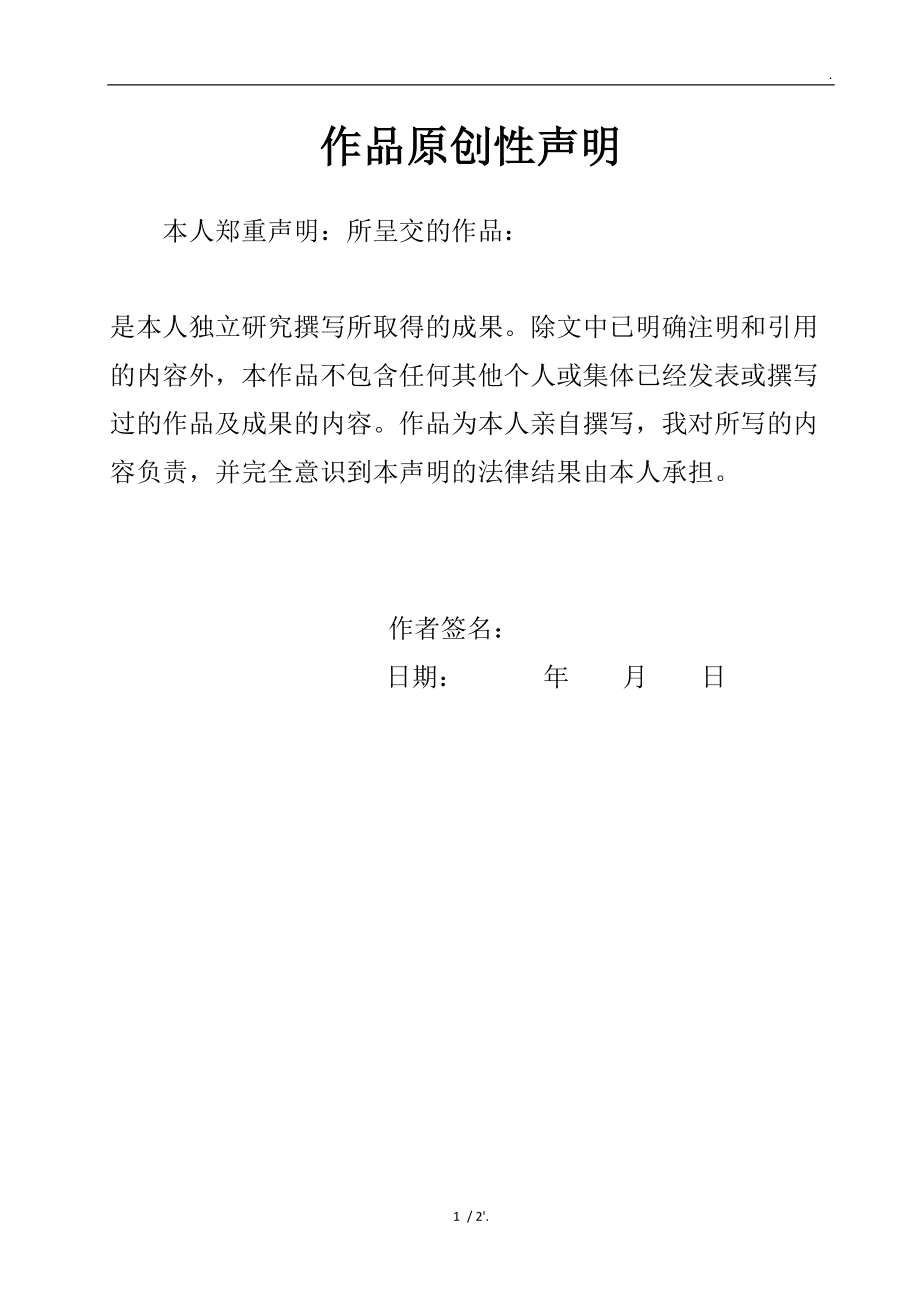 .
作品原创性声明
本人郑重声明：所呈交的作品：
是本人独立研究撰写所取得的成果。除文中已明确注明和引用
的内容外，本作品不包含任何其他个人或集体已经发表或撰写
过的作品及成果的内容。作品为本人亲自撰写，我对所写的内
容负责，并完全意识到本声明的法律结果由本人承担。
作者签名：
日期： 年 月 日
1 / 2'.